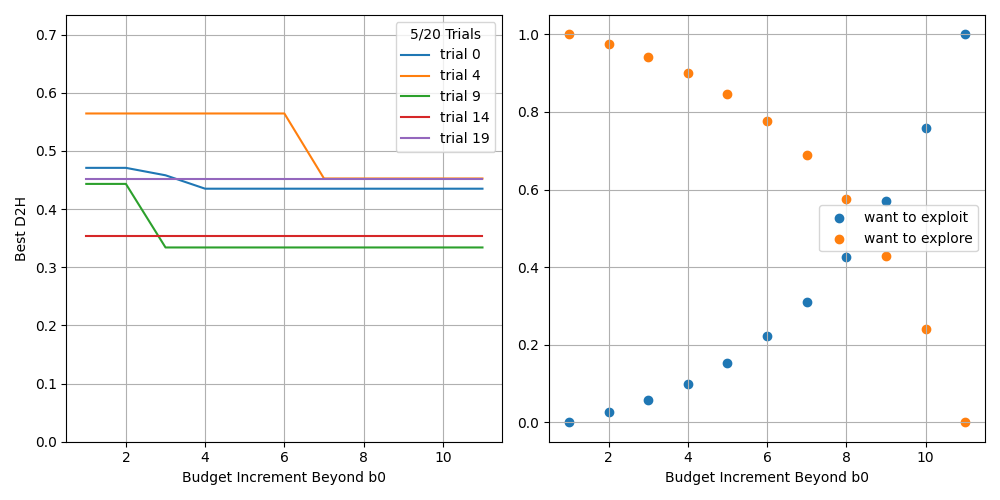 0.7
0.6
0.5
0.4
0.3
0.2
0.1
0.0
Best D2H
2 4 6 8 10
Budget Increment Beyond b0
5/20 Trials
trial 0
trial 4
trial 9
trial 14
trial 19
1.0
0.8
0.6
0.4
0.2
0.0
2 4 6 8 10
Budget Increment Beyond b0
want to exploit
want to explore